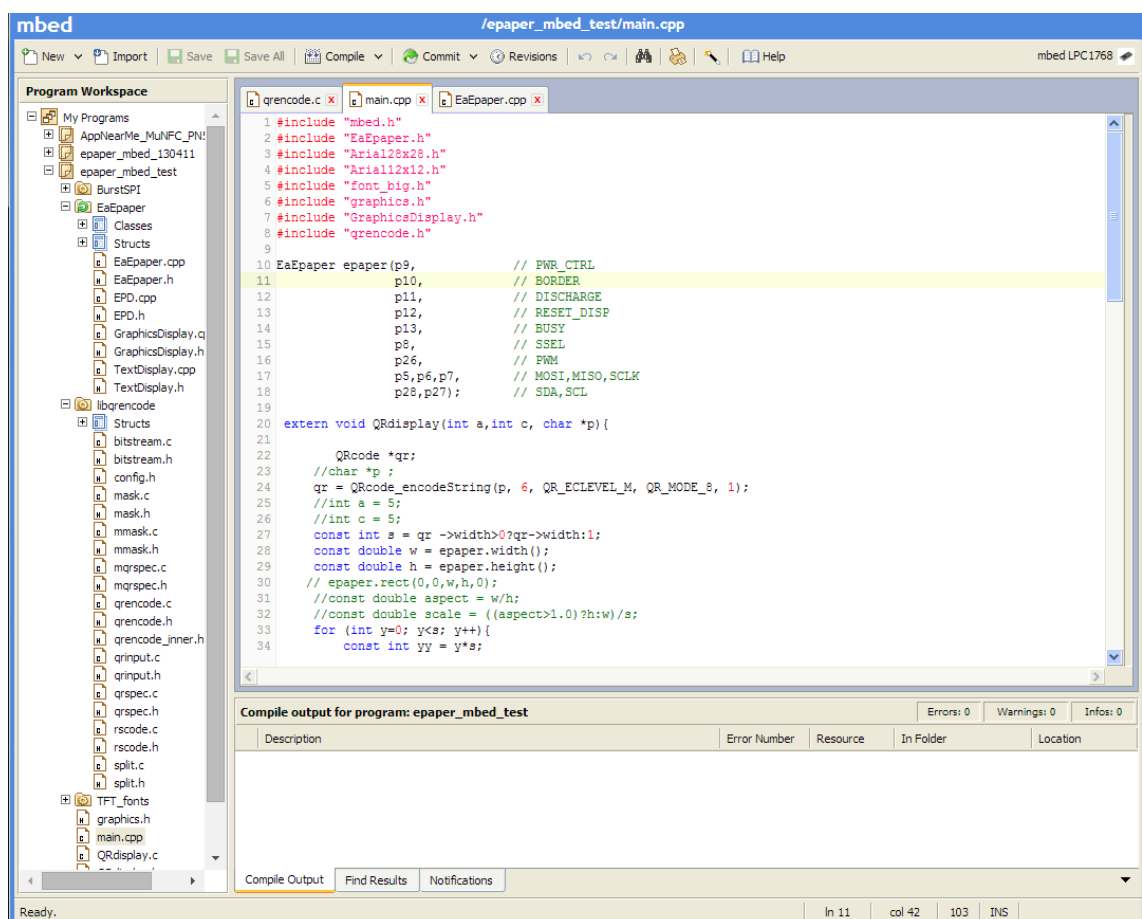 mbed /epaper_mbed_test/main.cpp
New Import Save Save All Compile Commit Revisions Help mbed LPC1768
Program Workspace
My Programs
AppNearMe_MuNFC_PN!
epaper_mbed_130411
epaper_mbed_test
BurstSPI
EaEpaper
Classes
Structs
EaEpaper.cpp
EaEpaper.h
EPD.cpp
EPD.h
GraphicsDisplay.c
GraphicsDisplay.h
TextDisplay.cpp
TextDisplay.h
libqrencode
Structs
bitstream.c
bitstream.h
config.h
mask.c
mask.h
mmask.c
mmask.h
mqrspec.c
mqrspec.h
qrencode.c
qrencode.h
qrencode_inner.h
qrinput.c
qrinput.h
qrspec.c
qrspec.h
rscode.c
rscode.h
split.c
split.h
TFT_fonts
graphics.h
main.cpp
QRdisplay.c
qrencode.c x main.cpp x EaEpaper.cpp x
1 #include "mbed.h"
2 #include "EaEpaper.h"
3 #include "Arial28x28.h"
4 #include "Arial12x12.h"
5 #include "font_big.h"
6 #include "graphics.h"
7 #include "GraphicsDisplay.h"
8 #include "qrencode.h"
9
10 EaEpaper epaper(p9, // PWR_CTRL
11 p10, // BORDER
12 p11, // DISCHARGE
13 p12, // RESET_DISP
14 p13, // BUSY
15 p8, // SSEL
16 p26, // PWM
17 p5,p6,p7, // MOSI,MISO,SCLK
18 p28,p27); // SDA,SCL
19
20 extern void QRdisplay(int a,int c, char *p){
21
22 QRcode *qr;
23 //char *p ;
24 qr = QRcode_encodeString(p, 6, QR_ECLEVEL_M, QR_MODE_8, 1);
25 //int a = 5;
26 //int c = 5;
27 const int s = qr ->width>0?qr->width:1;
28 const double w = epaper.width();
29 const double h = epaper.height();
30 // epaper.rect(0,0,w,h,0);
31 //const double aspect = w/h;
32 //const double scale = ((aspect>1.0)?h:w)/s;
33 for (int y=0; y<s; y++){
34 const int yy = y*s;
Compile output for program: epaper_mbed_test Errors: 0 Warnings: 0 Infos: 0
Description Error Number Resource In Folder Location
Compile Output Find Results Notifications
Ready. ln 11 col 42 103 INS